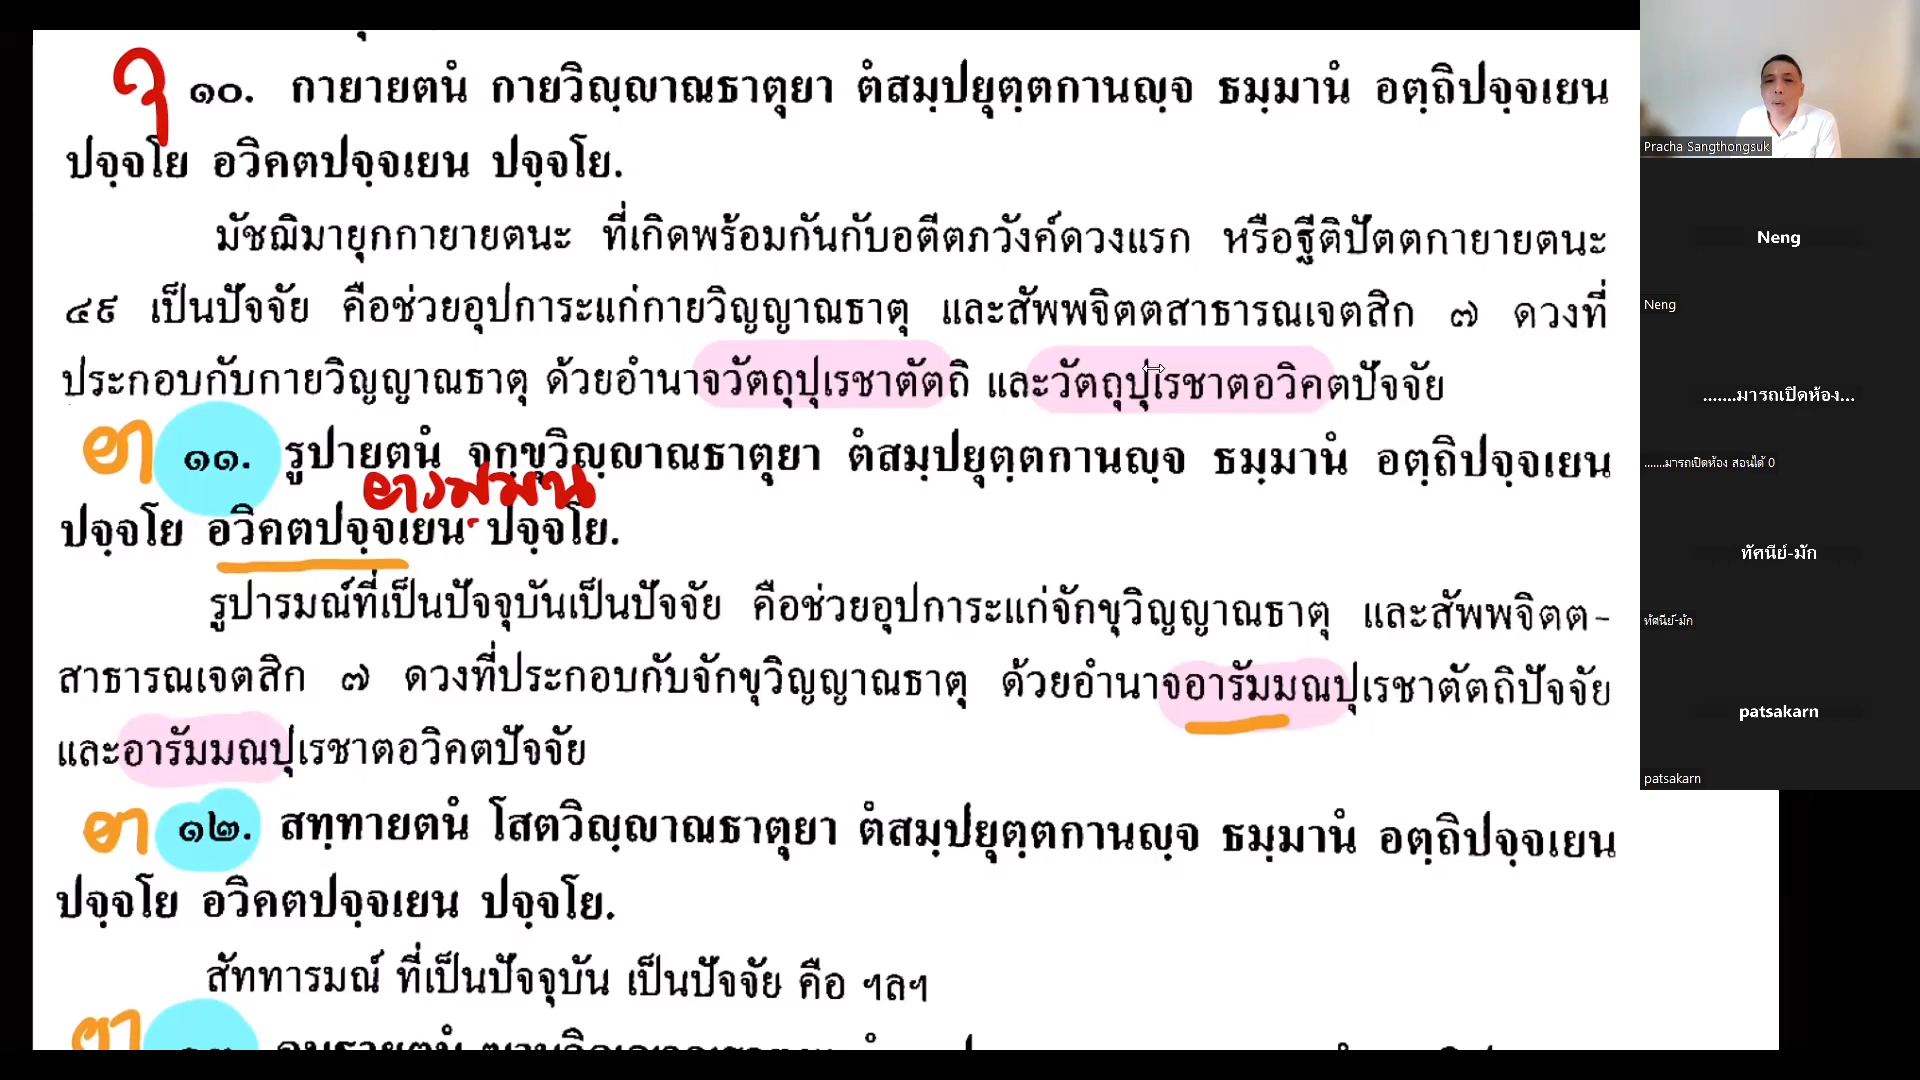 ๑๐. กายายตนํ กายวิญฺญาณธาตุยา ตํสมฺปยุตฺตกานญฺจ ธมฺมานํ อตฺถิปจฺจเยน
ปจฺจโย อวิคตปจฺจเยน ปจฺจโย.
มัชฌิมายุกกายายตนะ ที่เกิดพร้อมกันกับอตีตภวังค์ดวงแรก หรือฐีติปัตตกายายตนะ
๔๙ เป็นปัจจัย คือช่วยอุปการะแก่กายวิญญาณธาตุ และสัพพจิตตสาธารณเจตสิก ๗ ดวงที่
ประกอบกับกายวิญญาณธาตุ ด้วยอำนาจวัตถุปุเรชาตัตถิ และวัตถุปุเรชาตอวิคตปัจจัย
อา ๑๑. รูปายตนํ จกฺขุวิญฺญาณธาตุยา ตํสมฺปยุตฺตกานญฺจ ธมฺมานํ อตฺถิปจฺจเยน
ปจฺจโย อวิคตปจฺจเยน ปจฺจโย.
รูปารมณ์ที่เป็นปัจจุบันเป็นปัจจัย คือช่วยอุปการะแก่จักขุวิญญาณธาตุ และสัพพจิตต-
สาธารณเจตสิก ๗ ดวงที่ประกอบกับจักขุวิญญาณธาตุ ด้วยอำนาจอารัมมณปุเรชาตัตถิปัจจัย
และอารัมมณปุเรชาตอวิคตปัจจัย
อา ๑๒. สทฺทายตนํ โสตวิญฺญาณธาตุยา ตํสมฺปยุตฺตกานญฺจ ธมฺมานํ อตฺถิปจฺจเยน
ปจฺจโย อวิคตปจฺจเยน ปจฺจโย.
สัททารมณ์ ที่เป็นปัจจุบัน เป็นปัจจัย คือ ฯลฯ
Pracha Sangthongsuk
Neng
Neng
.......มารถเปิดห้อง...
.......มารถเปิดห้อง สอนได้ 0
ทัศนีย์-มัก
ทัศนีย์-มัก
patsakarn
patsakarn